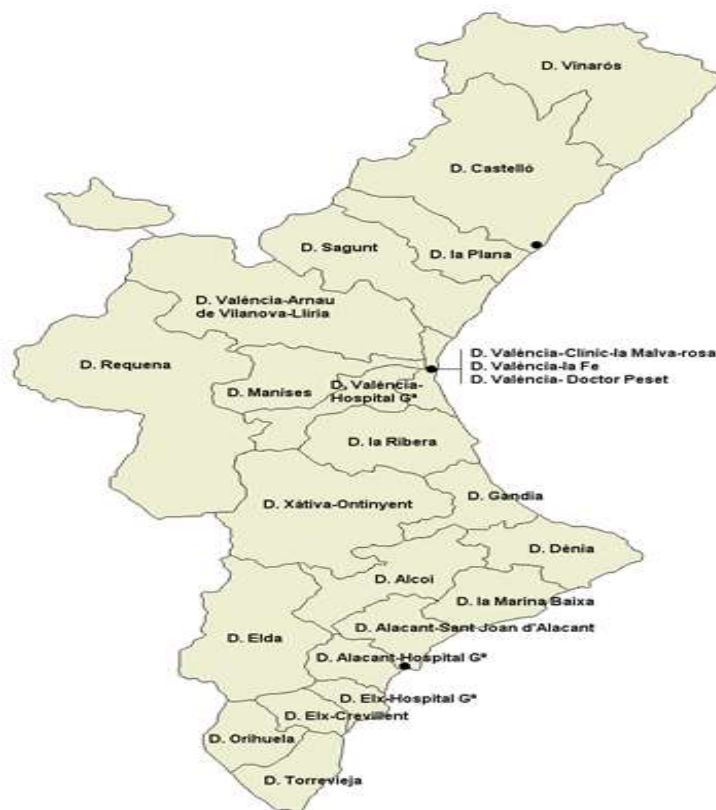 D. Vinarós
D. Castelló
D. Sagunt
D. la Plana
D. València-Arnau
de Vilanova-Llíria
D. València-Clínic-la Malva-rosa
D. València-la Fe
D. València- Doctor Peset
D. Requena
D. Manises
D. València-
Hospital Gª
D. la Ribera
D. Xàtiva-Ontinyent
D. Gandia
D. Dènia
D. Alcoi
D. la Marina Baixa
D. Alacant-Sant Joan d'Alacant
D. Elda
D. Alacant-Hospital Gª
D. Elx-Hospital Gª
D. Elx-Crevillent
D. Orihuela
D. Torrevieja